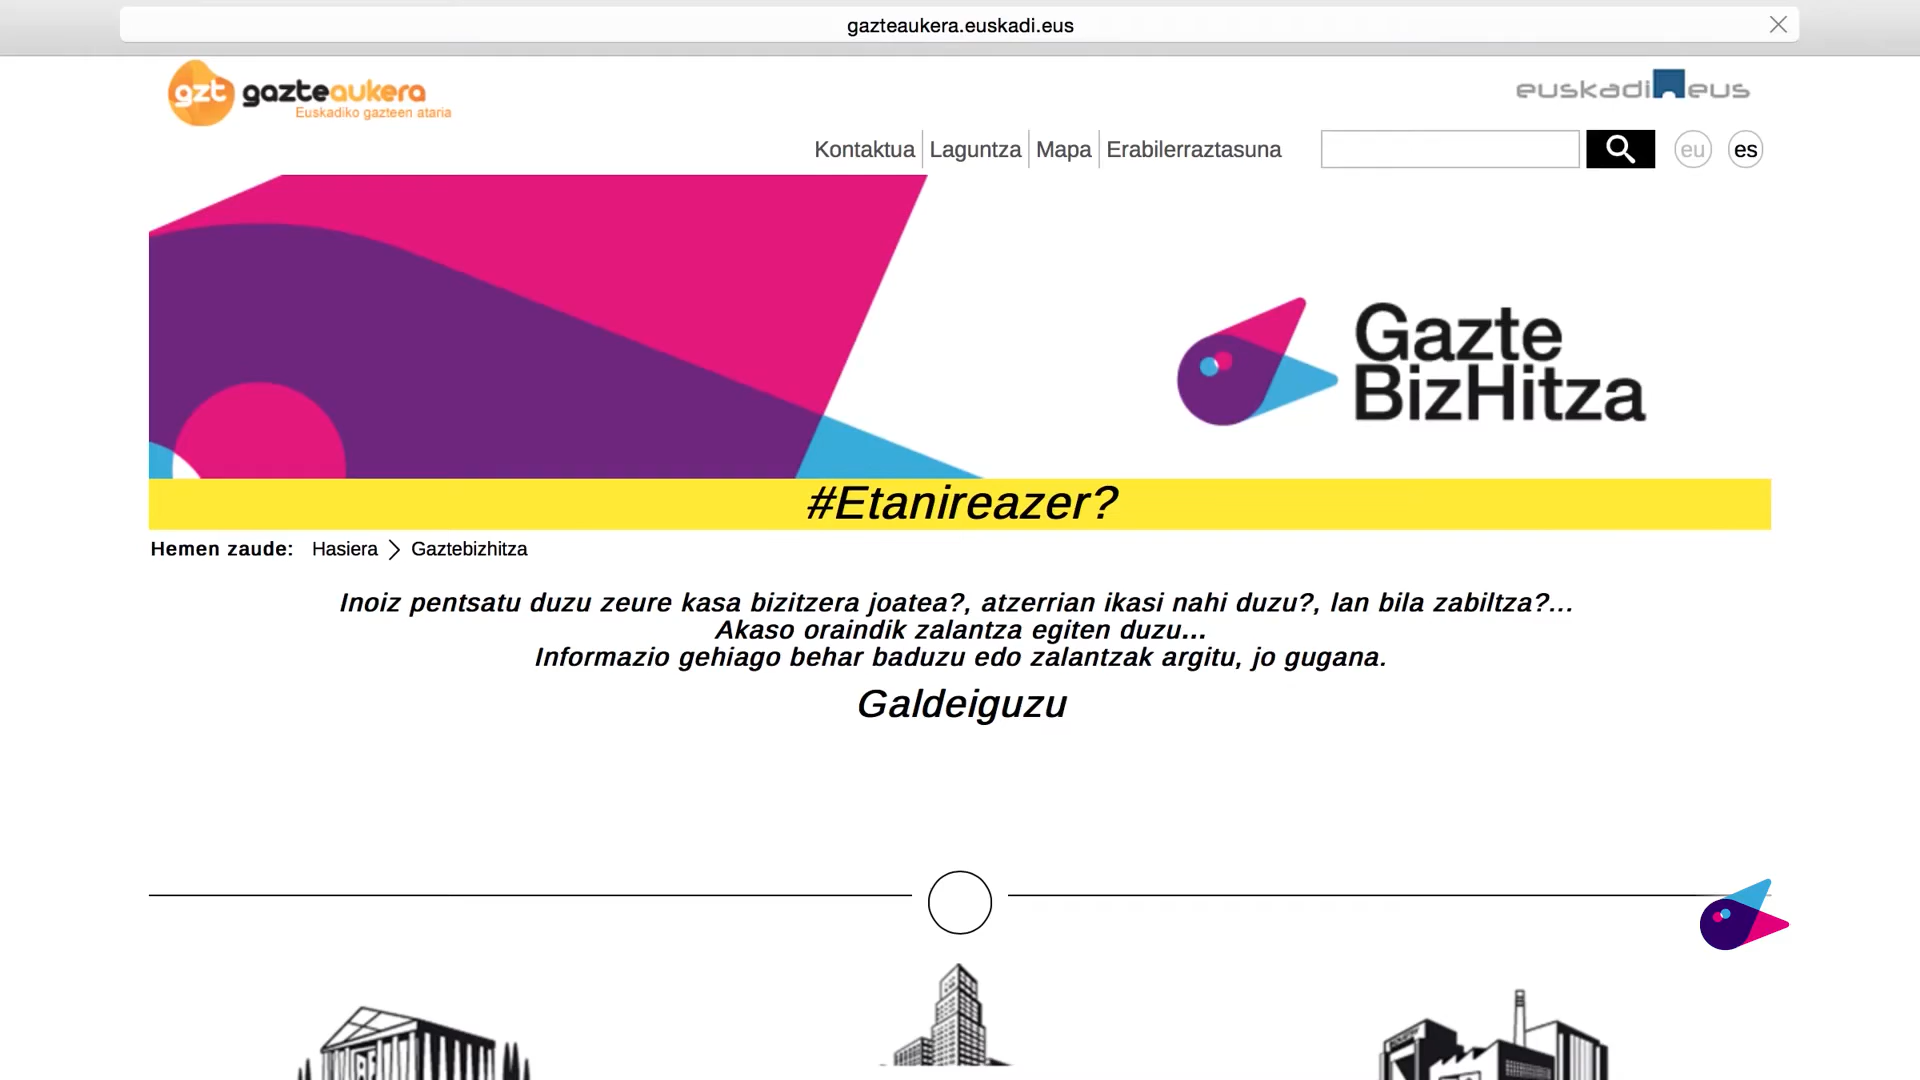 gazteaukera.euskadi.eus
gzt gazteaukera
Euskadiko gazteen ataria
euskadi eus
Kontaktua Laguntza Mapa Erabilerraztasuna eu es
Gazte
BizHitza
#Etanireazer?
Hemen zaude: Hasiera > Gaztebizhitza
Inoiz pentsatu duzu zeure kasa bizitzera joatea?, atzerrian ikasi nahi duzu?, lan bila zabiltza?...
Akaso oraindik zalantza egiten duzu...
Informazio gehiago behar baduzu edo zalantzak argitu, jo gugana.
Galdeiguzu